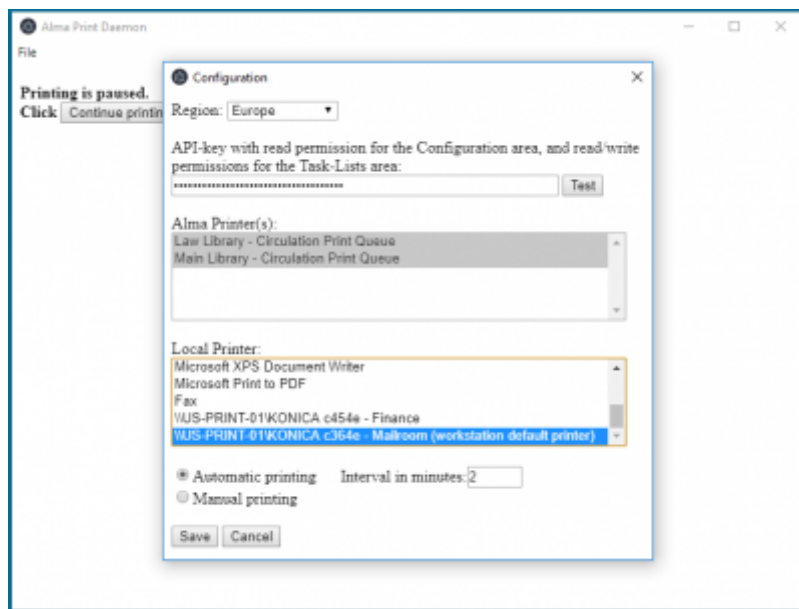 Alma Print Daemon
File
Printing is paused.
Click Continue printin
Configuration
Region: Europe
API-key with read permission for the Configuration area, and read/write
permissions for the Task-Lists area:
Test
Alma Printer(s):
Law Library - Circulation Print Queue
Main Library - Circulation Print Queue
Local Printer:
Microsoft XPS Document Writer
Microsoft Print to PDF
Fax
\\US-PRINT-01\KONICA c454e - Finance
\\US-PRINT-01\KONICA c364e - Mailroom (workstation default printer)
Automatic printing Interval in minutes: 2
Manual printing
Save Cancel